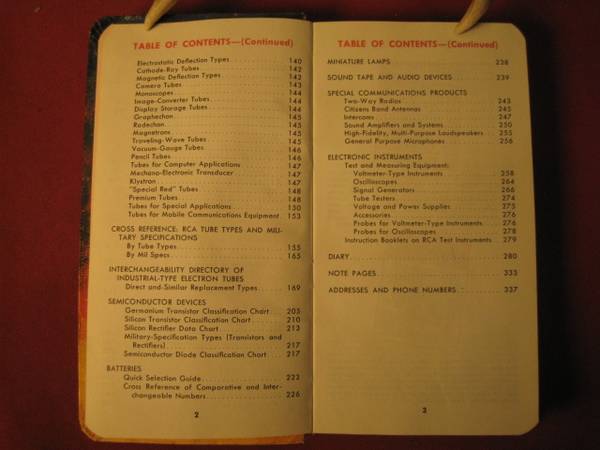 TABLE OF CONTENTS—(Continued)
Electrostatic Deflection Types 140
Cathode-Ray Tubes 142
Magnetic Deflection Types 142
Camera Tubes 143
Monoscopes 144
Image-Converter Tubes 144
Display Storage Tubes 144
Graphechon 145
Radechon 145
Magnetrons 145
Traveling-Wave Tubes 145
Vacuum-Gauge Tubes 146
Pencil Tubes 146
Tubes for Computer Applications 147
Mechano-Electronic Transducer 147
Klystron 147
"Special Red" Tubes 148
Premium Tubes 148
Tubes for Special Applications 150
Tubes for Mobile Communications Equipment 153
CROSS REFERENCE: RCA TUBE TYPES AND MILI-
TARY SPECIFICATIONS
By Tube Types 155
By Mil Specs 165
INTERCHANGEABILITY DIRECTORY OF
INDUSTRIAL-TYPE ELECTRON TUBES
Direct-and-Similar Replacement Types 169
SEMICONDUCTOR DEVICES
Germanium Transistor Classification Chart 205
Silicon Transistor Classification Chart 210
Silicon Rectifier Data Chart 213
Military-Specification Types (Transistors and
Rectifiers) 217
Semiconductor Diode Classification Chart 217
BATTERIES
Quick Selection Guide 223
Cross Reference of Comparative and Inter-
changeable Numbers 226
2
TABLE OF CONTENTS—(Continued)
MINIATURE LAMPS 238
SOUND TAPE AND AUDIO DEVICES 239
SPECIAL COMMUNICATIONS PRODUCTS
Two-Way Radios 243
Citizens Band Antennas 245
Intercoms 247
Sound Amplifiers and Systems 250
High-Fidelity, Multi-Purpose Loudspeakers 255
General Purpose Microphones 256
ELECTRONIC INSTRUMENTS
Test and Measuring Equipment:
Voltmeter-Type Instruments 258
Oscilloscopes 264
Signal Generators 266
Tube Testers 274
Voltage and Power Supplies 275
Accessories 276
Probes for Voltmeter-Type Instruments 276
Probes for Oscilloscopes 278
Instruction Booklets on RCA Test Instruments 279
DIARY 280
NOTE PAGES 333
ADDRESSES AND PHONE NUMBERS 337
3